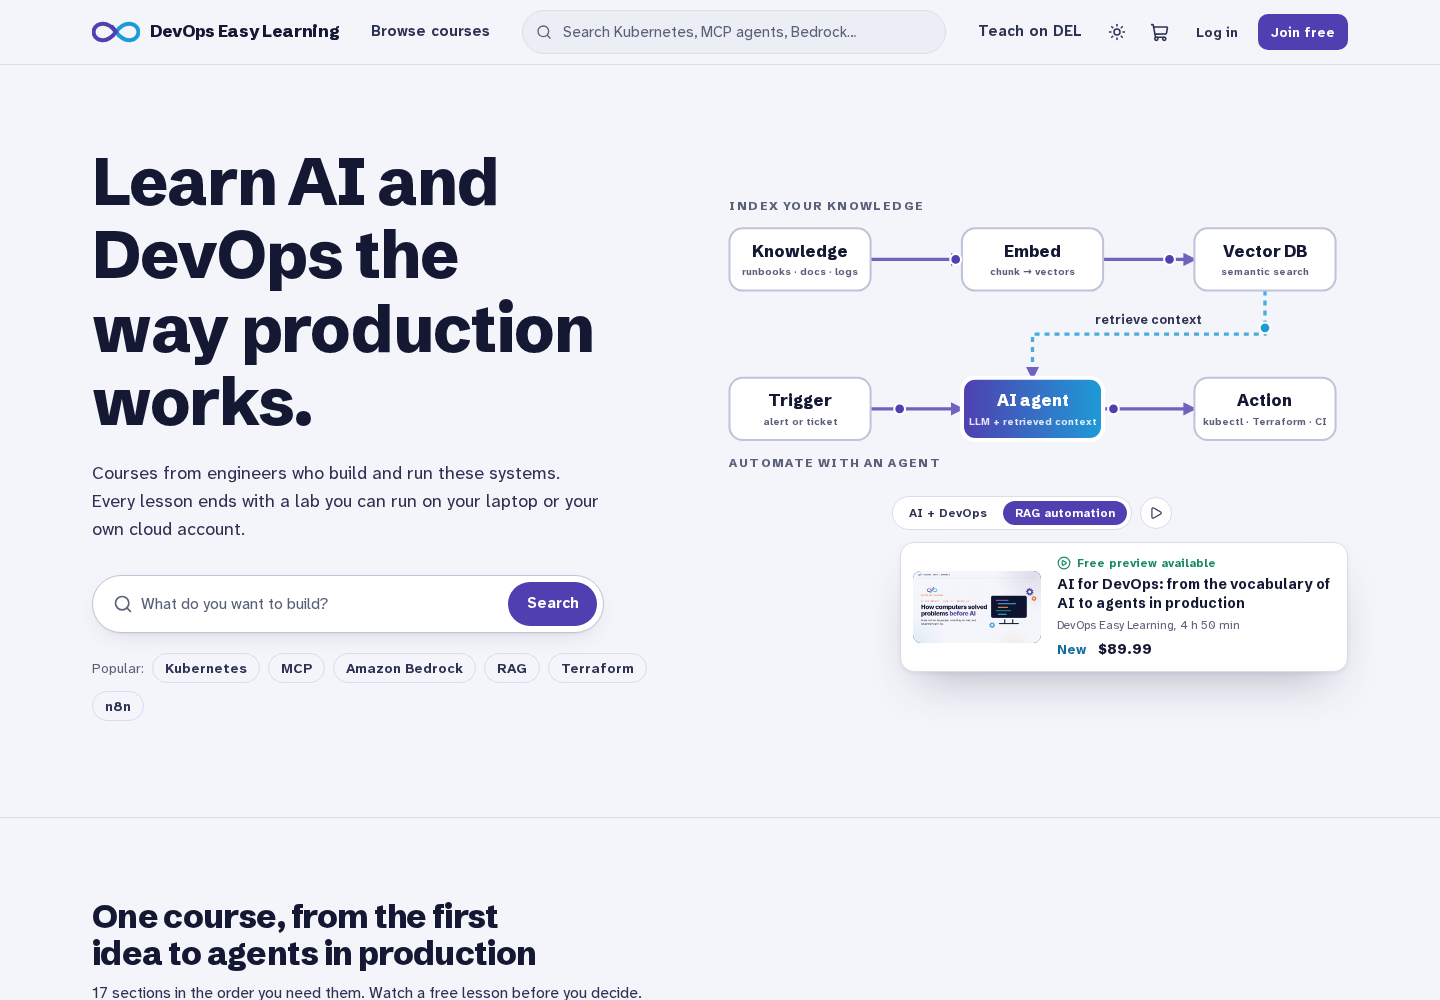 DevOps Easy Learning
Browse courses
Search Kubernetes, MCP agents, Bedrock...
Teach on DEL
Log in
Join free
Learn AI and
DevOps the
way production
works.
Courses from engineers who build and run these systems.
Every lesson ends with a lab you can run on your laptop or your
own cloud account.
What do you want to build?
Search
Popular:
Kubernetes
MCP
Amazon Bedrock
RAG
Terraform
n8n
INDEX YOUR KNOWLEDGE
Knowledge
runbooks · docs · logs
Embed
chunk → vectors
Vector DB
semantic search
retrieve context
Trigger
alert or ticket
AI agent
LLM + retrieved context
Action
kubectl · Terraform · CI
AUTOMATE WITH AN AGENT
AI + DevOps
RAG automation
How computers solved
problems before AI
Free preview available
AI for DevOps: from the vocabulary of
AI to agents in production
DevOps Easy Learning, 4 h 50 min
New $89.99
One course, from the first
idea to agents in production
17 sections in the order you need them. Watch a free lesson before you decide.